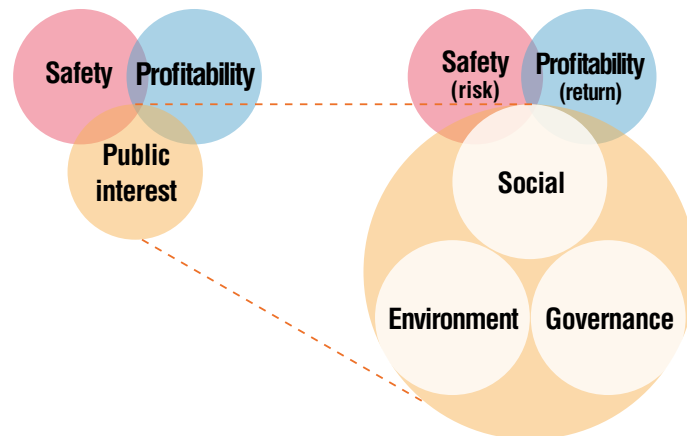 Safety
Profitability
Public
interest
Safety
(risk)
Profitability
(return)
Social
Environment
Governance